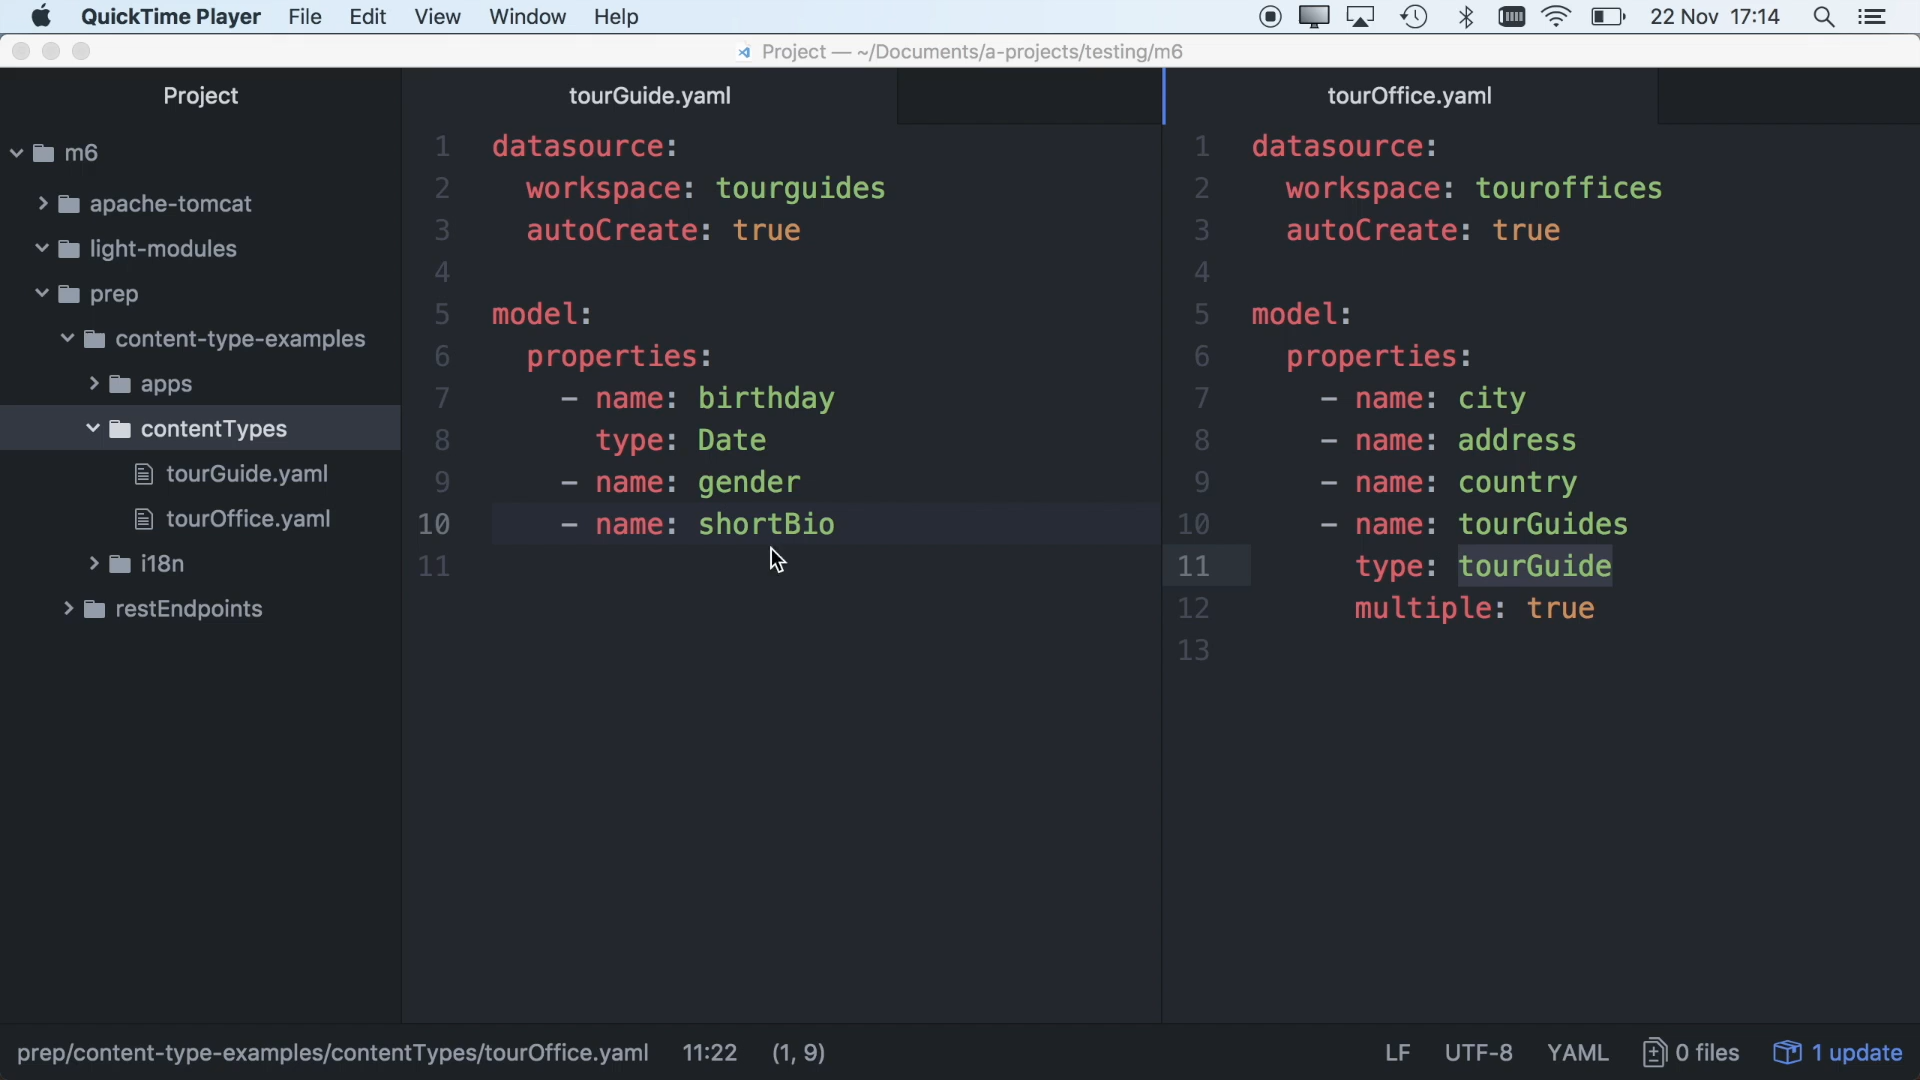 QuickTime Player File Edit View Window Help 22 Nov 17:14
Project — ~/Documents/a-projects/testing/m6
Project
m6
apache-tomcat
light-modules
prep
content-type-examples
apps
contentTypes
tourGuide.yaml
tourOffice.yaml
i18n
restEndpoints
tourGuide.yaml
1 datasource:
2 workspace: tourguides
3 autoCreate: true
4
5 model:
6 properties:
7 - name: birthday
8 type: Date
9 - name: gender
10 - name: shortBio
11
tourOffice.yaml
1 datasource:
2 workspace: touroffices
3 autoCreate: true
4
5 model:
6 properties:
7 - name: city
8 - name: address
9 - name: country
10 - name: tourGuides
11 type: tourGuide
12 multiple: true
13
prep/content-type-examples/contentTypes/tourOffice.yaml 11:22 (1, 9) LF UTF-8 YAML 0 files 1 update